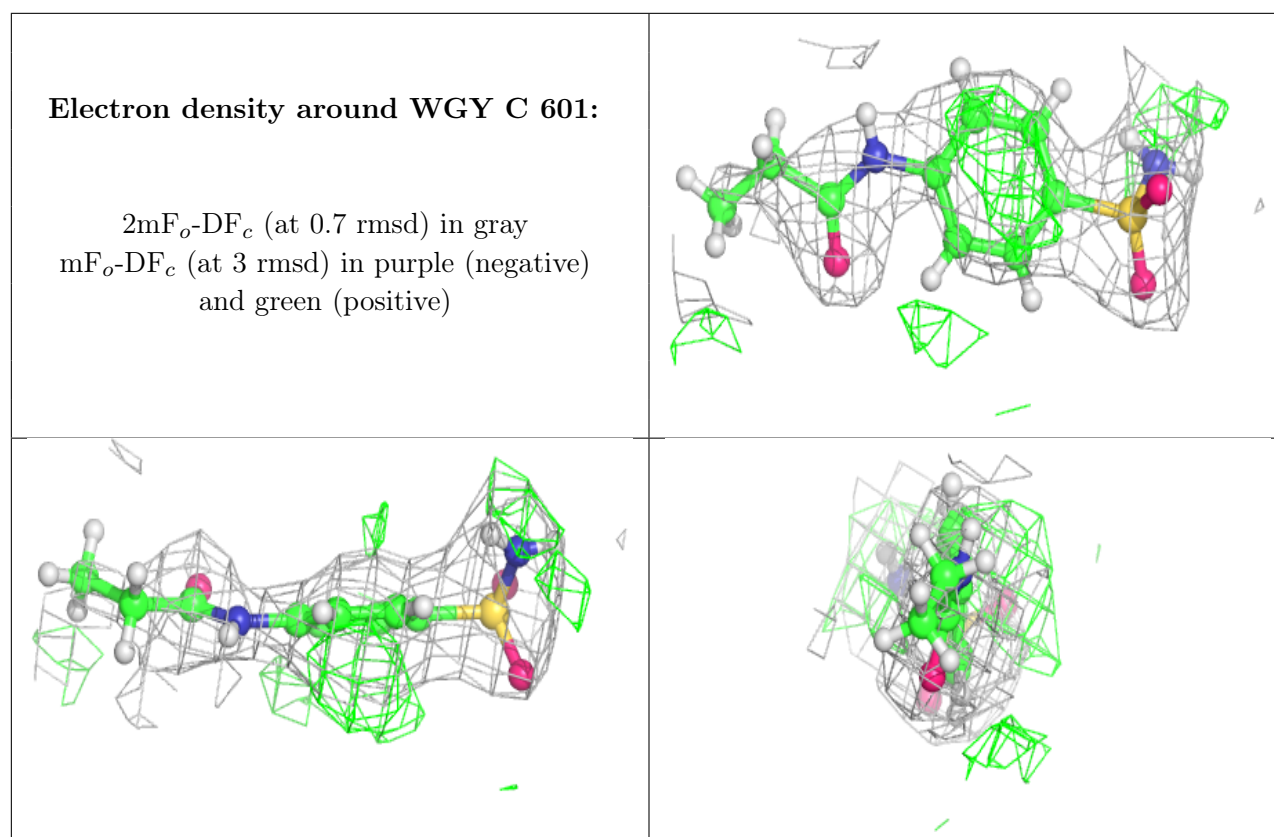 Electron density around WGY C 601:
2mFo-DFc (at 0.7 rmsd) in gray
mFo-DFc (at 3 rmsd) in purple (negative)
and green (positive)